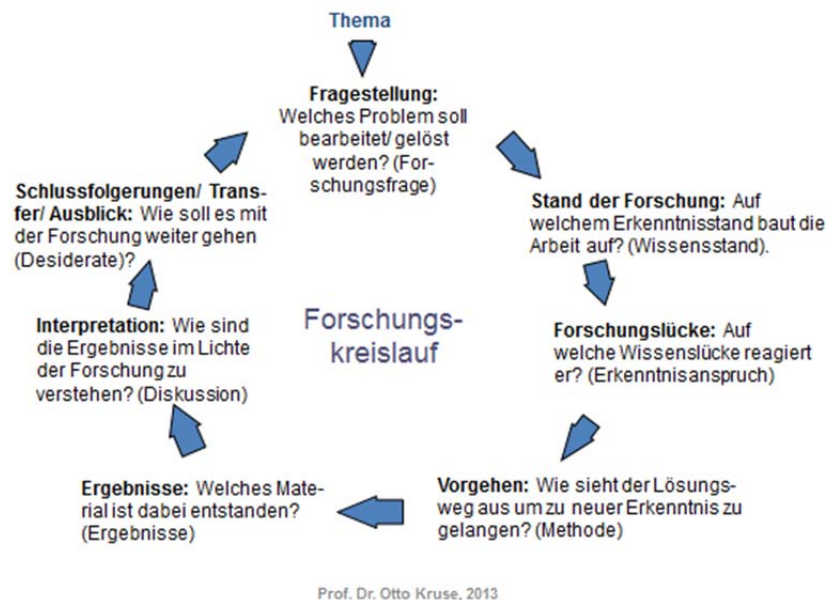 Thema
Fragestellung:
Welches Problem soll
bearbeitet/ gelöst
werden? (For-
schungsfrage)
Stand der Forschung: Auf
welchem Erkenntnisstand baut die
Arbeit auf? (Wissensstand).
Forschungslücke: Auf
welche Wissenslücke reagiert
er? (Erkenntnisanspruch)
Vorgehen: Wie sieht der Lösungs-
weg aus um zu neuer Erkenntnis zu
gelangen? (Methode)
Ergebnisse: Welches Mate-
rial ist dabei entstanden?
(Ergebnisse)
Interpretation: Wie sind
die Ergebnisse im Lichte
der Forschung zu
verstehen? (Diskussion)
Schlussfolgerungen/ Trans-
fer/ Ausblick: Wie soll es mit
der Forschung weiter gehen
(Desiderate)?
Forschungs-
kreislauf
Prof. Dr. Otto Kruse, 2013